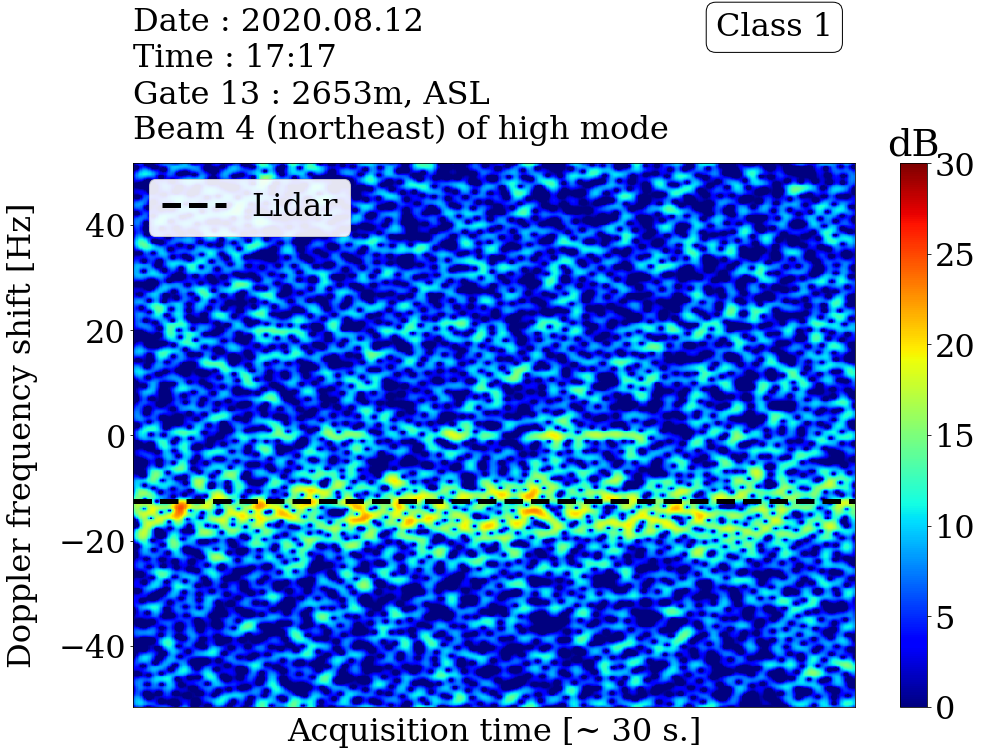 Date : 2020.08.12
Time : 17:17
Gate 13 : 2653m, ASL
Beam 4 (northeast) of high mode
Class 1
dB
Lidar
Doppler frequency shift [Hz]
40
20
0
−20
−40
30
25
20
15
10
5
0
Acquisition time [~ 30 s.]